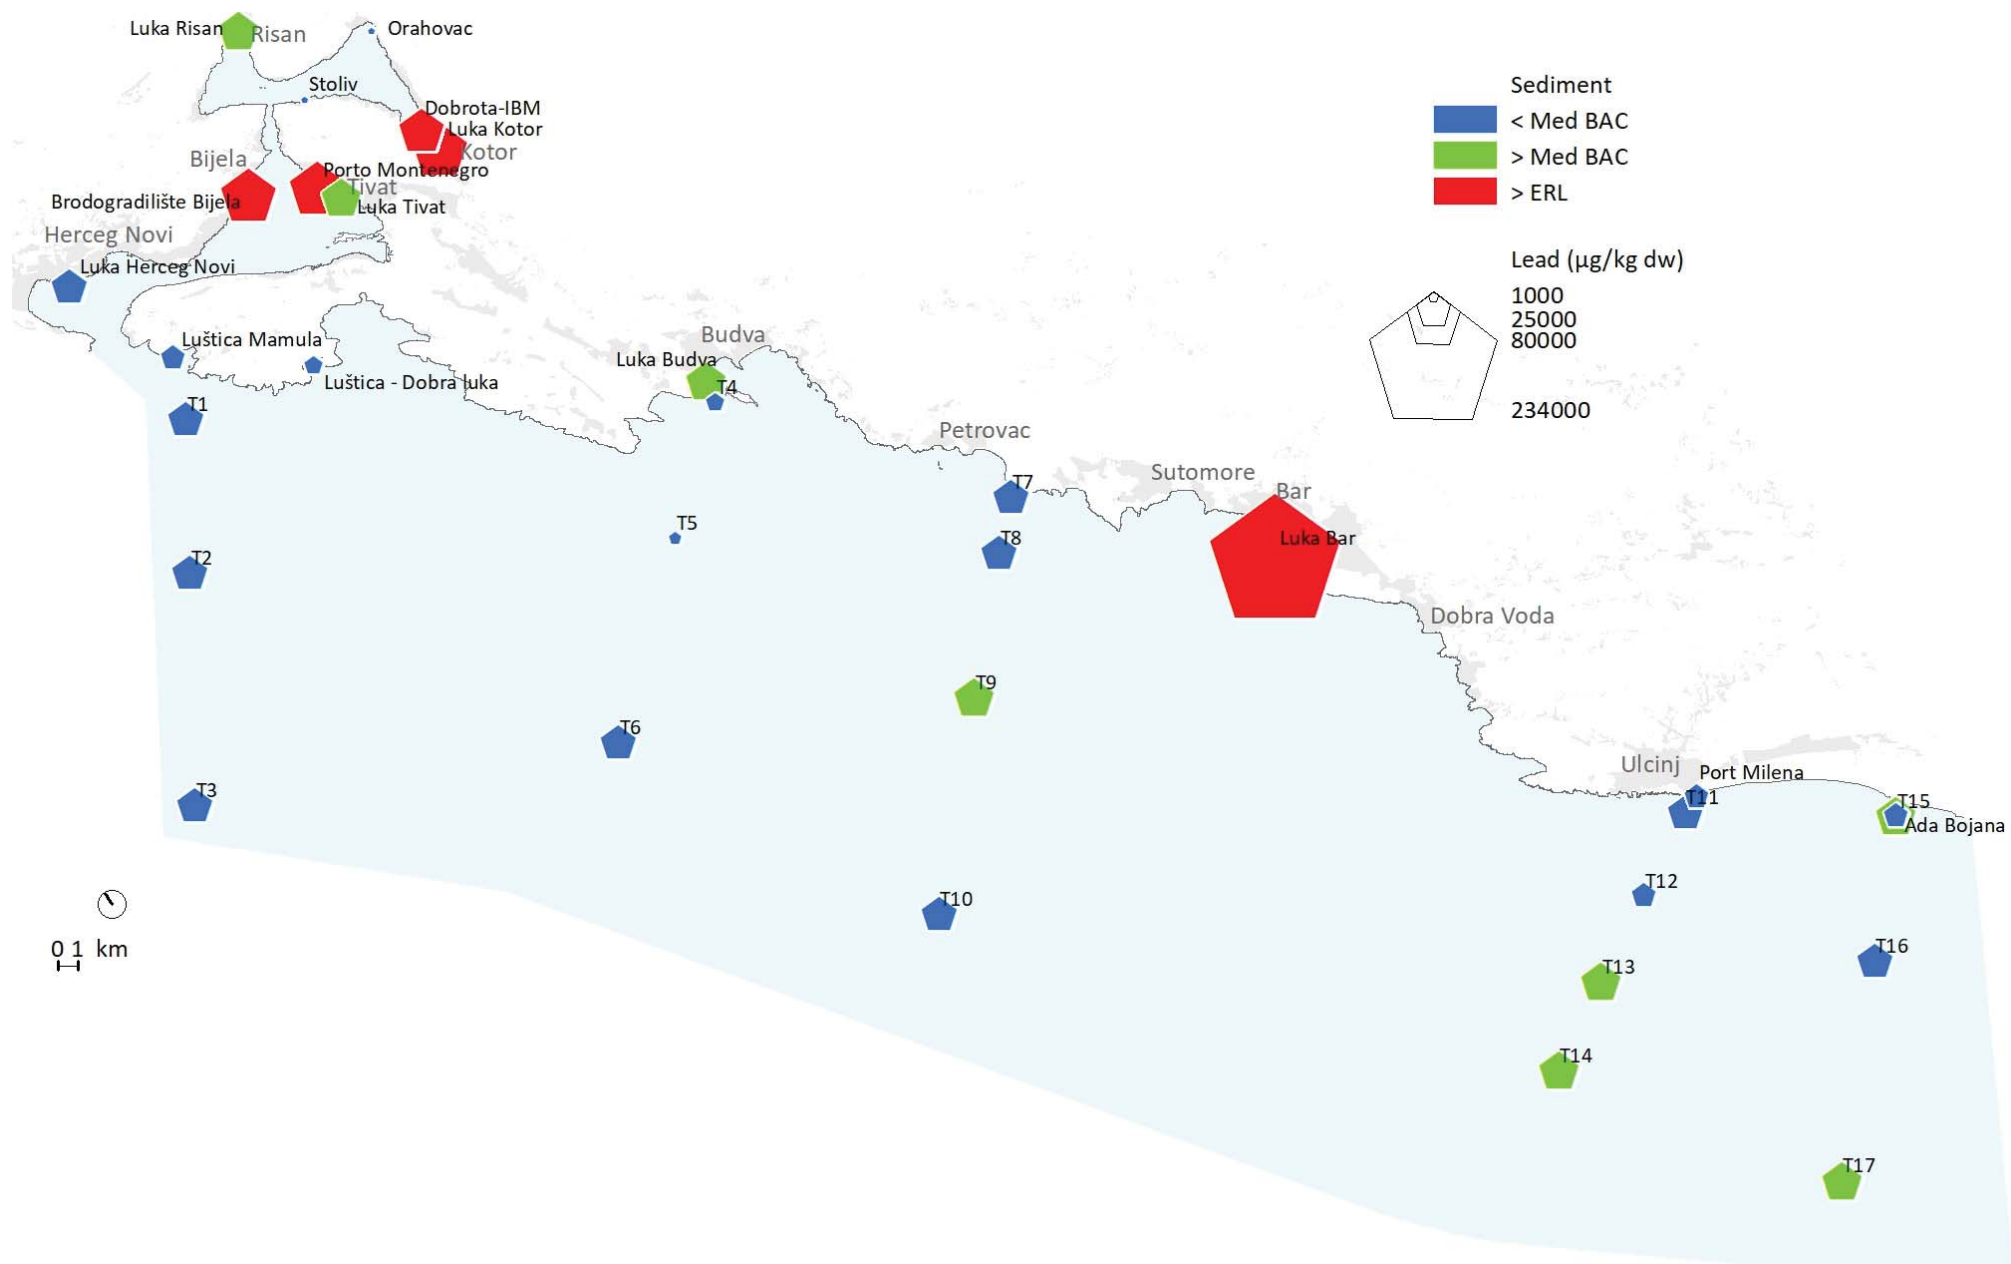 Luka Risan
Risan
Orahovac
Stoliv
Dobrota-IBM
Luka Kotor
Kotor
Bijela
Porto Montenegro
Tivat
Brodogradilište Bijela
Luka Tivat
Herceg Novi
Luka Herceg Novi
Luštica Mamula
Luštica - Dobra luka
Budva
Luka Budva
T4
T1
Petrovac
Sutomore
T7
Bar
T5
T8
Luka Bar
T2
Dobra Voda
T9
T6
T3
Ulcinj
Port Milena
T11
T15
Ada Bojana
T12
T10
T16
T13
T14
T17
0 1 km
Sediment
< Med BAC
> Med BAC
> ERL
Lead (µg/kg dw)
1000
25000
80000
234000